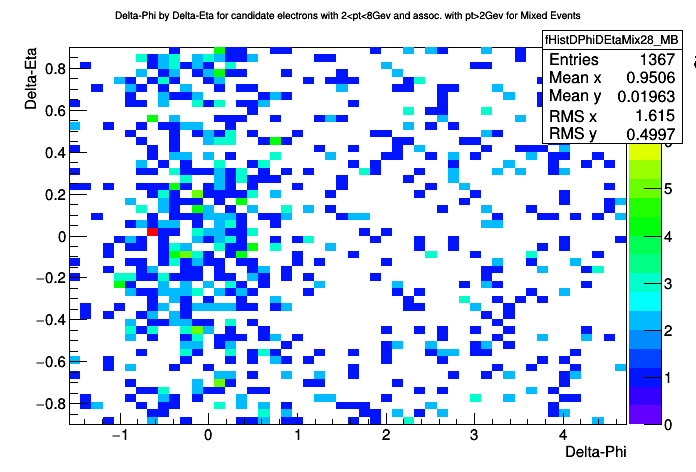 Delta-Phi by Delta-Eta for candidate electrons with 2<pt<8Gev and assoc. with pt>2Gev for Mixed Events
fHistDPhiDEtaMix28_MB
Entries 1367
Mean x 0.9506
Mean y 0.01963
RMS x 1.615
RMS y 0.4997
Delta-Eta
0.8
0.6
0.4
0.2
0
−0.2
−0.4
−0.6
−0.8
−1 0 1 2 3 4
Delta-Phi
5
4
3
2
1
0